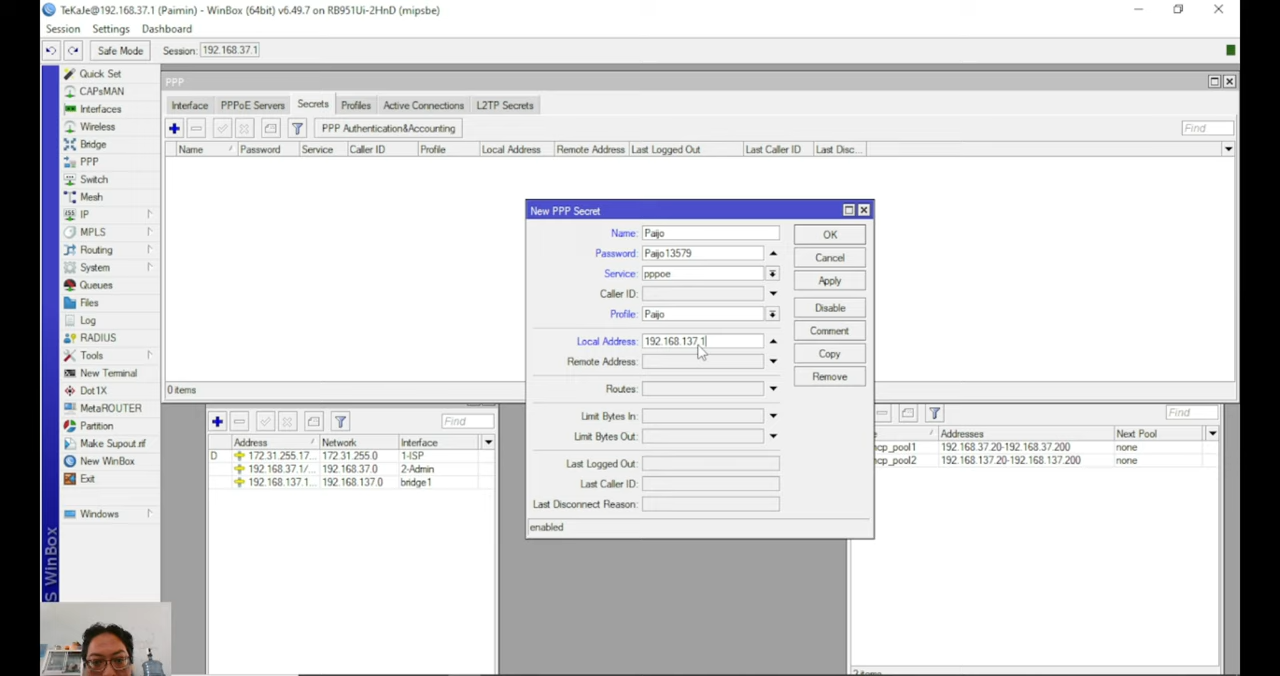 TeKaJe@192.168.37.1 (Paimin) - WinBox (64bit) v6.49.7 on RB951Ui-2HnD (mipsbe)
Session Settings Dashboard
Safe Mode Session: 192.168.37.1
Quick Set
CAPsMAN
Interfaces
Wireless
Bridge
PPP
Switch
Mesh
IP
MPLS
Routing
System
Queues
Files
Log
RADIUS
Tools
New Terminal
Dot1X
MetaROUTER
Partition
Make Supout.rif
New WinBox
Exit
Windows
S WinBox
PPP
Interface PPPoE Servers Secrets Profiles Active Connections L2TP Secrets
PPP Authentication&Accounting Find
Name Password Service Caller ID Profile Local Address Remote Address Last Logged Out Last Caller ID Last Disc...
0 items
New PPP Secret
Name: Paijo
Password: Paijo13579
Service: pppoe
Caller ID:
Profile: Paijo
Local Address: 192.168.137.1
Remote Address:
Routes:
Limit Bytes In:
Limit Bytes Out:
Last Logged Out:
Last Caller ID:
Last Disconnect Reason:
enabled
OK
Cancel
Apply
Disable
Comment
Copy
Remove
Find
Address Network Interface
D 172.31.255.17... 172.31.255.0 1-ISP
192.168.37.1/... 192.168.37.0 2-Admin
192.168.137.1... 192.168.137.0 bridge1
Find
Addresses Next Pool
hcp_pool1 192.168.37.20-192.168.37.200 none
hcp_pool2 192.168.137.20-192.168.137.200 none